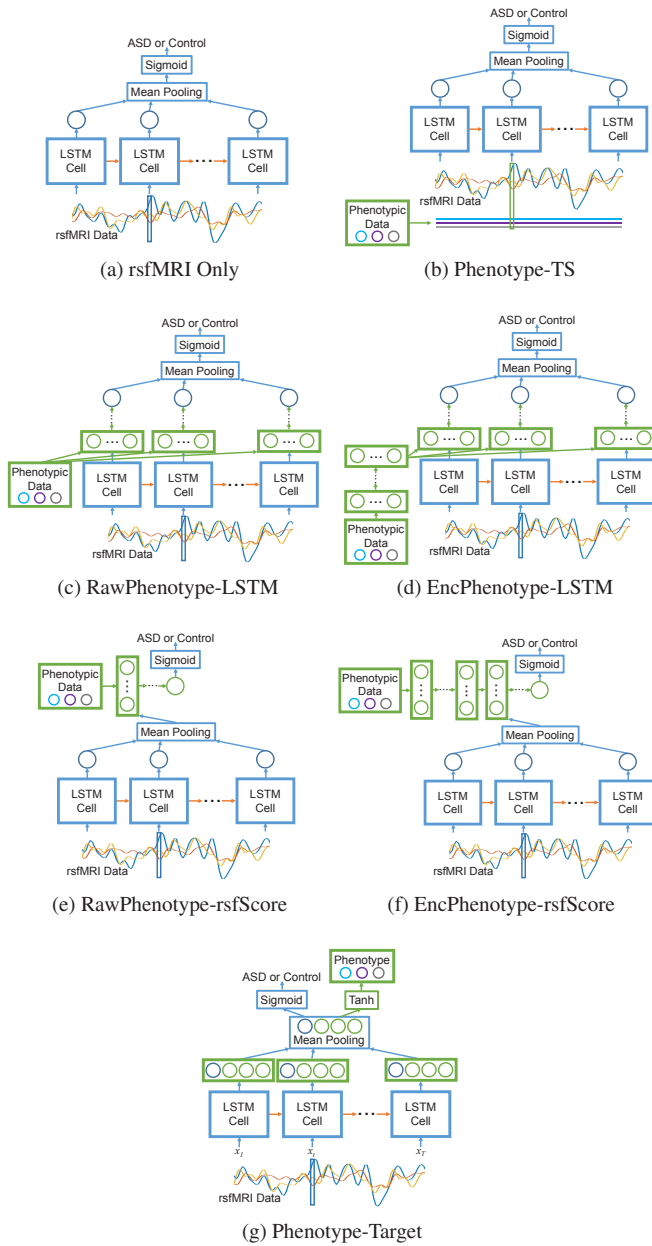 ASD or Control
Sigmoid
Mean Pooling
LSTM Cell
LSTM Cell
...
LSTM Cell
rsfMRI Data
(a) rsfMRI Only
ASD or Control
Sigmoid
Mean Pooling
LSTM Cell
LSTM Cell
...
LSTM Cell
rsfMRI Data
Phenotypic
Data
(b) Phenotype-TS
ASD or Control
Sigmoid
Mean Pooling
...
...
...
Phenotypic
Data
LSTM Cell
LSTM Cell
...
LSTM Cell
rsfMRI Data
(c) RawPhenotype-LSTM
ASD or Control
Sigmoid
Mean Pooling
...
...
...
...
...
Phenotypic
Data
LSTM Cell
LSTM Cell
...
LSTM Cell
rsfMRI Data
(d) EncPhenotype-LSTM
ASD or Control
Sigmoid
Phenotypic
Data
Mean Pooling
LSTM Cell
LSTM Cell
...
LSTM Cell
rsfMRI Data
(e) RawPhenotype-rsfScore
ASD or Control
Sigmoid
Phenotypic
Data
Mean Pooling
LSTM Cell
LSTM Cell
...
LSTM Cell
rsfMRI Data
(f) EncPhenotype-rsfScore
Phenotype
ASD or Control
Sigmoid
Tanh
Mean Pooling
LSTM Cell
LSTM Cell
...
LSTM Cell
x_1
x_t
x_T
rsfMRI Data
(g) Phenotype-Target